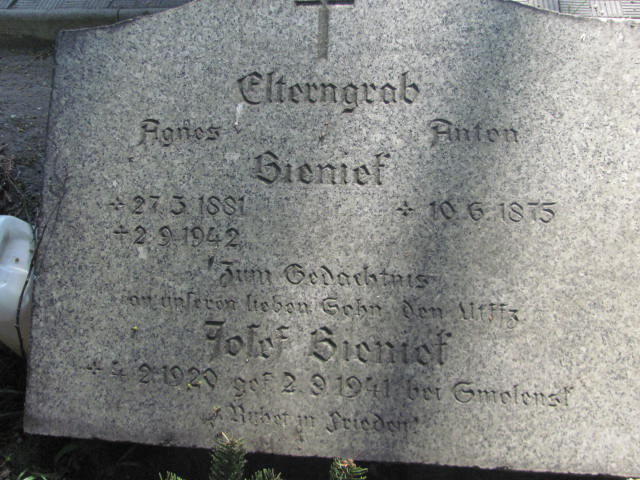 Elterngrab
Agnes Anton
Bieniek
27.3.1881 10.6.1875
2.9.1942
Zum Gedächtnis
an unseren lieben Sohn, den Uffz
Josef Bieniek
4.2.1920 gef 2.9.1941 bei Smolensk
Ruhet in Frieden!